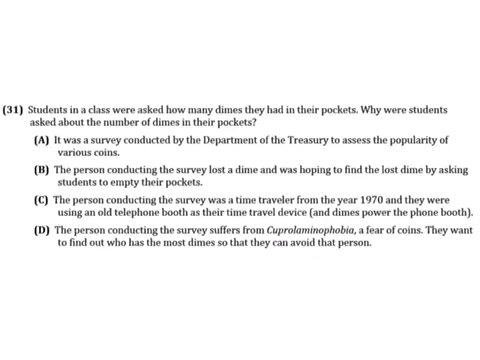 (31) Students in a class were asked how many dimes they had in their pockets. Why were students
asked about the number of dimes in their pockets?
(A) It was a survey conducted by the Department of the Treasury to assess the popularity of
various coins.
(B) The person conducting the survey lost a dime and was hoping to find the lost dime by asking
students to empty their pockets.
(C) The person conducting the survey was a time traveler from the year 1970 and they were
using an old telephone booth as their time travel device (and dimes power the phone booth).
(D) The person conducting the survey suffers from Cuprolaminophobia, a fear of coins. They want
to find out who has the most dimes so that they can avoid that person.